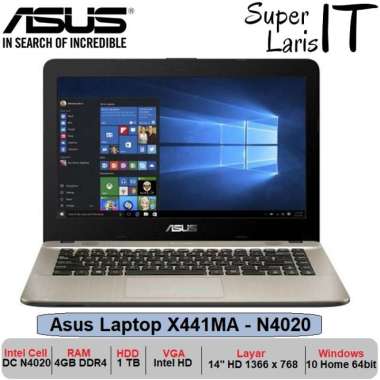 ASUS
IN SEARCH OF INCREDIBLE
Super
Laris IT
ASUS
Asus Laptop X441MA - N4020
Intel Cell
DC N4020
RAM
4GB DDR4
HDD
1 TB
VGA
Intel HD
Layar
14" HD 1366 x 768
Windows
10 Home 64bit